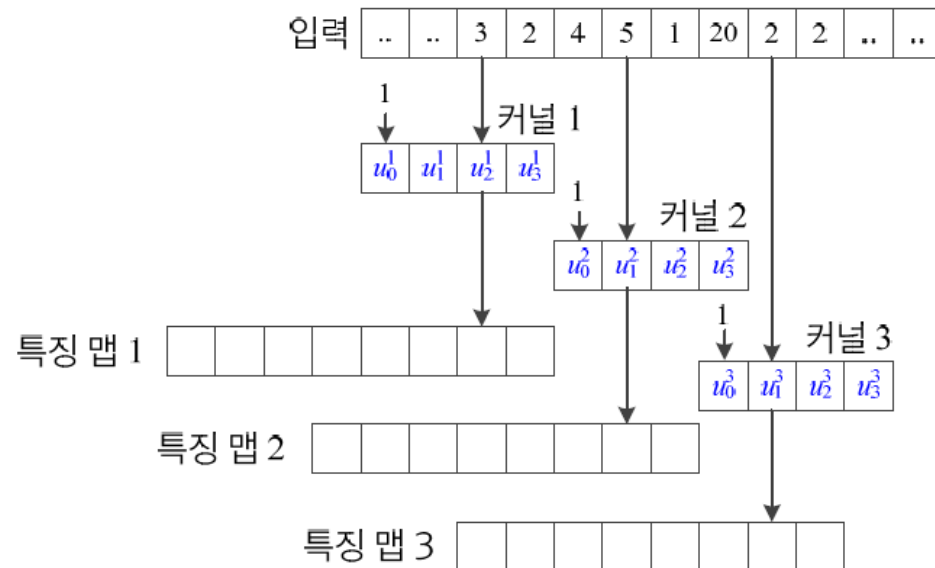 입력 .. .. 3 2 4 5 1 20 2 2 .. ..
1
커널 1
u₀¹ u₁¹ u₂¹ u₃¹
1
커널 2
u₀² u₁² u₂² u₃²
특징 맵 1
1
커널 3
u₀³ u₁³ u₂³ u₃³
특징 맵 2
특징 맵 3